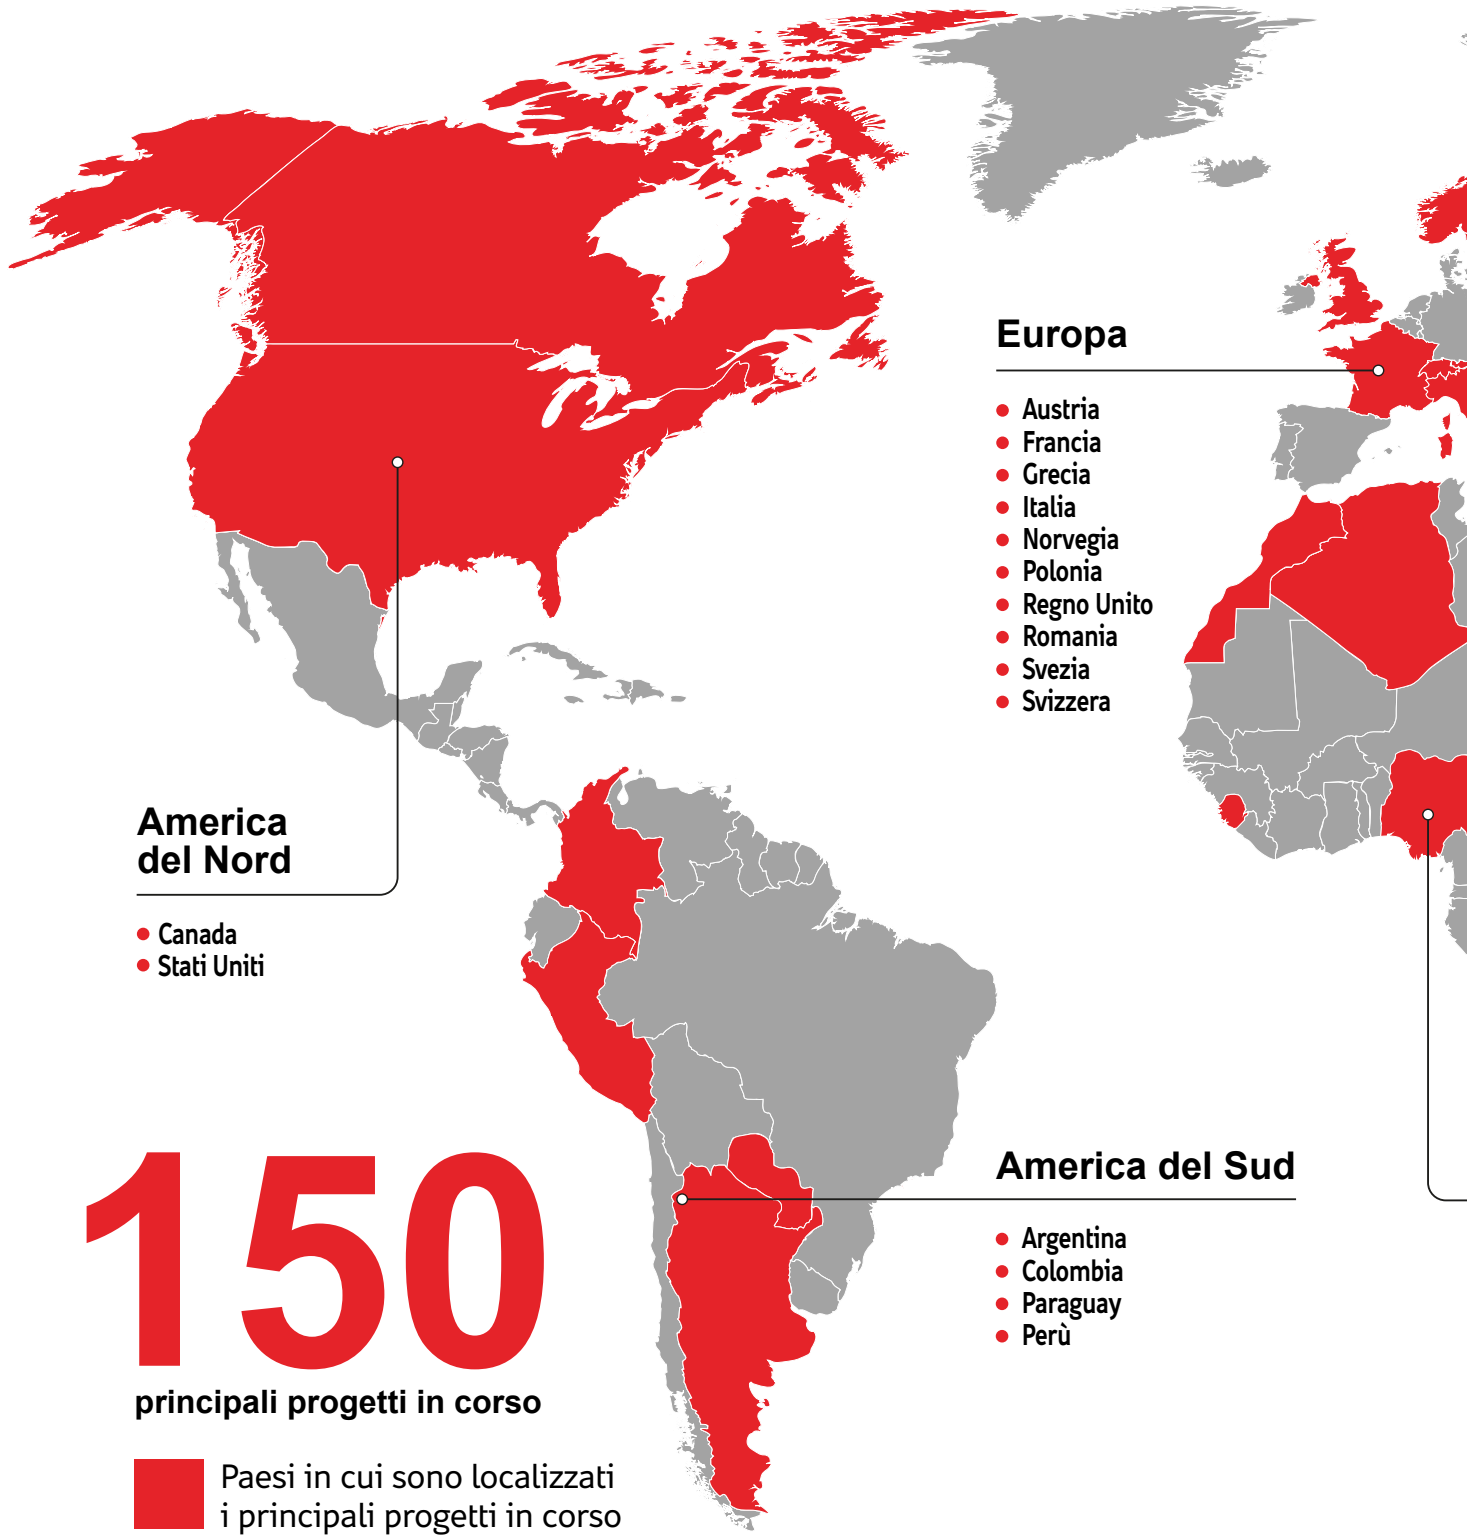 Europa
Austria
Francia
Grecia
Italia
Norvegia
Polonia
Regno Unito
Romania
Svezia
Svizzera
America
del Nord
Canada
Stati Uniti
America del Sud
Argentina
Colombia
Paraguay
Perù
150
principali progetti in corso
Paesi in cui sono localizzati
i principali progetti in corso